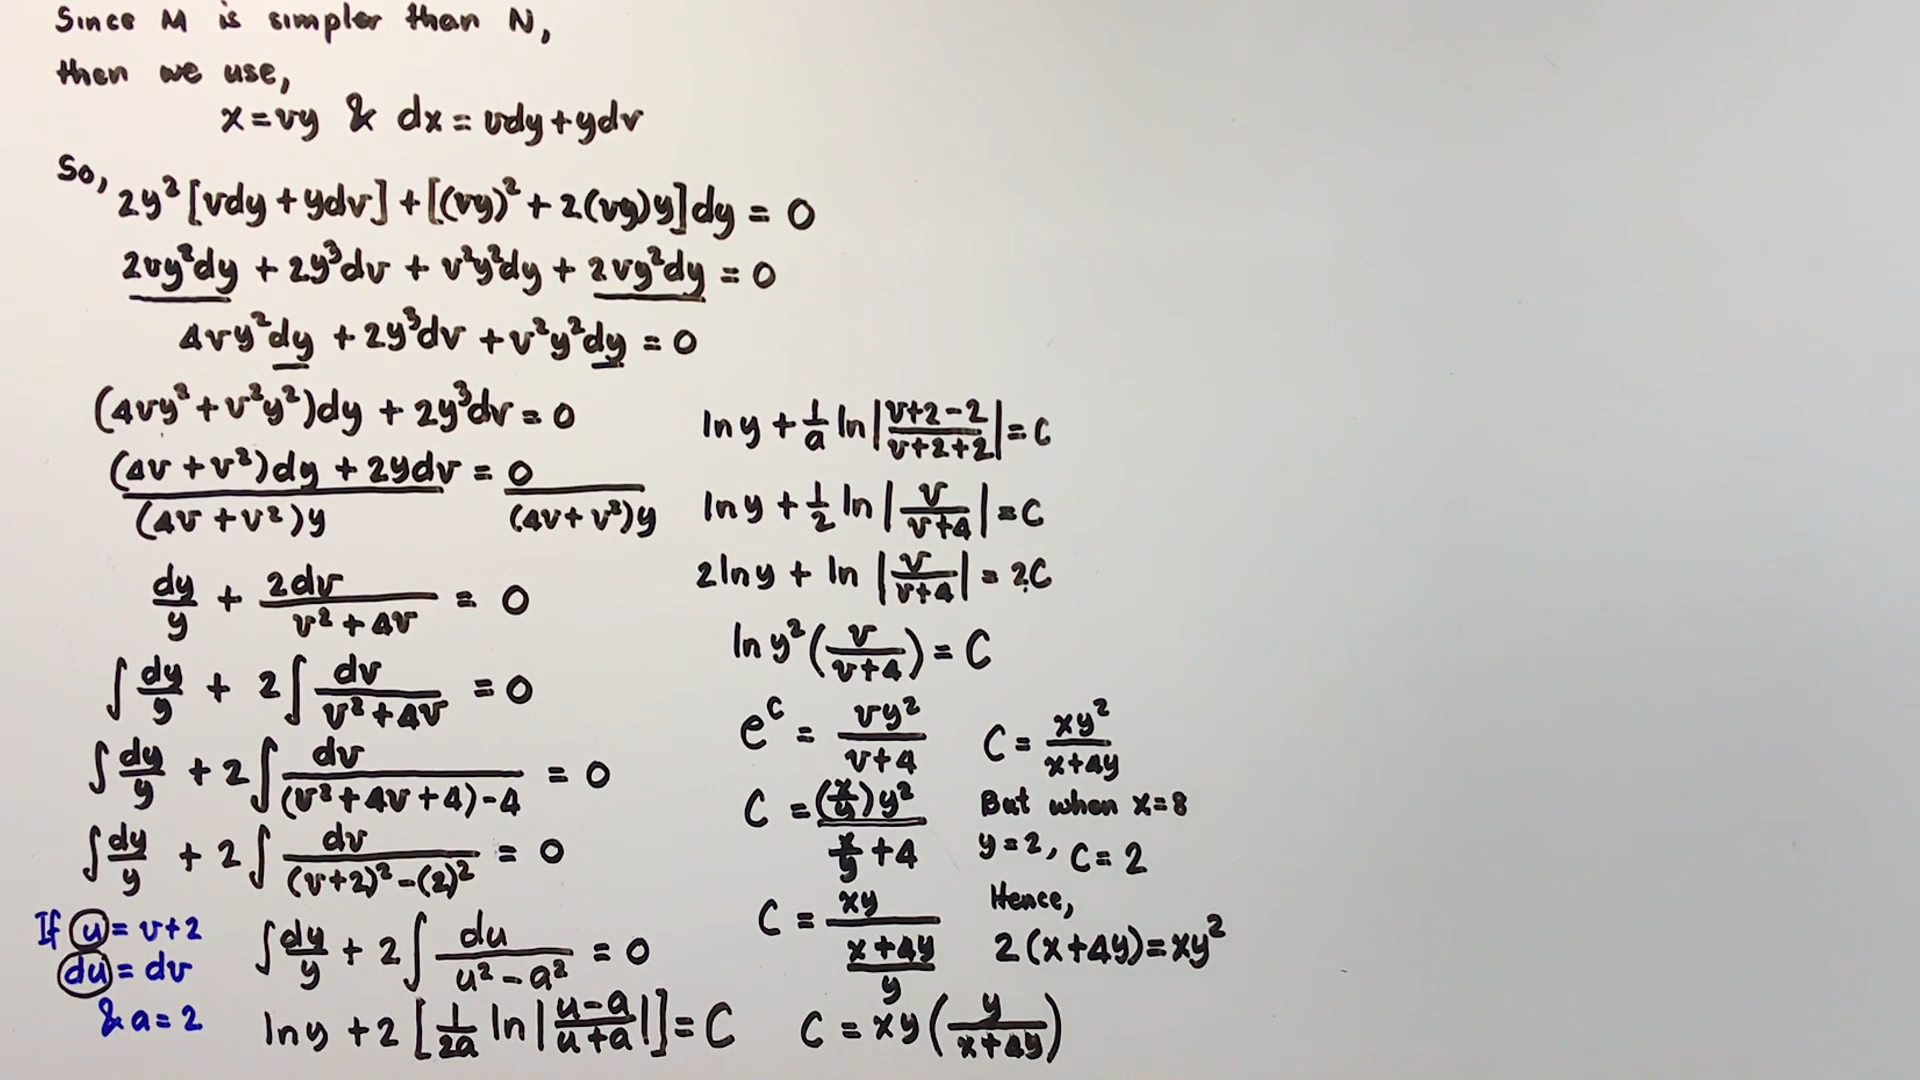 Since M is simpler than N,
then we use,
x = vy & dx = vdy + ydv
So,
2y² [vdy + ydv] + [(vy)² + 2(vy)y] dy = 0
2vy²dy + 2y³dv + v²y²dy + 2vy²dy = 0
4vy²dy + 2y³dv + v²y²dy = 0
(4vy² + v²y²)dy + 2y³dv = 0
(4v + v²)dy + 2ydv = 0
(4v + v²)y (4v + v²)y
dy/y + 2dv/(v² + 4v) = 0
∫ dy/y + 2∫ dv/(v² + 4v) = 0
∫ dy/y + 2∫ dv/((v² + 4v + 4) - 4) = 0
∫ dy/y + 2∫ dv/((v+2)² - (2)²) = 0
If u = v+2
du = dv
& a = 2
∫ dy/y + 2∫ du/(u² - a²) = 0
ln y + 2 [1/2a ln |(u-a)/(u+a)|] = C
ln y + 1/a ln |(v+2-2)/(v+2+2)| = C
ln y + 1/2 ln |v/(v+4)| = C
2 ln y + ln |v/(v+4)| = 2C
ln y² (v/(v+4)) = C
e^C = vy²/(v+4)
C = (x/y)y²/(x/y + 4)
C = xy/((x+4y)/y)
C = xy (y/(x+4y))
C = xy²/(x+4y)
But when x = 8
y = 2, C = 2
Hence,
2(x+4y) = xy²